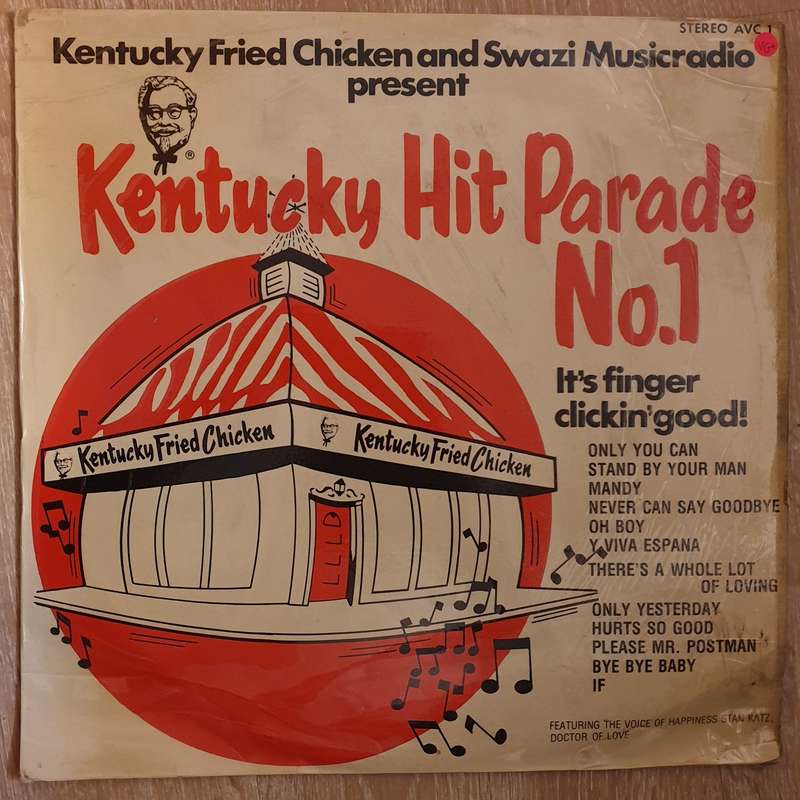 STEREO AVC 1
Kentucky Fried Chicken and Swazi Musicradio
present
®
Kentucky Hit Parade
No.1
It's finger
clickin' good!
Kentucky Fried Chicken
Kentucky Fried Chicken
ONLY YOU CAN
STAND BY YOUR MAN
MANDY
NEVER CAN SAY GOODBYE
OH BOY
Y VIVA ESPANA
THERE'S A WHOLE LOT
OF LOVING
ONLY YESTERDAY
HURTS SO GOOD
PLEASE MR. POSTMAN
BYE BYE BABY
IF
FEATURING THE VOICE OF HAPPINESS STAN KATZ,
DOCTOR OF LOVE